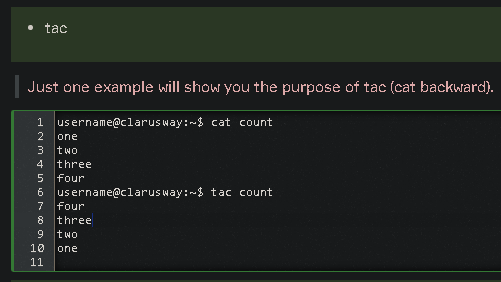 • tac
Just one example will show you the purpose of tac (cat backward).
1 username@clarusway:~$ cat count
2 one
3 two
4 three
5 four
6 username@clarusway:~$ tac count
7 four
8 three
9 two
10 one
11